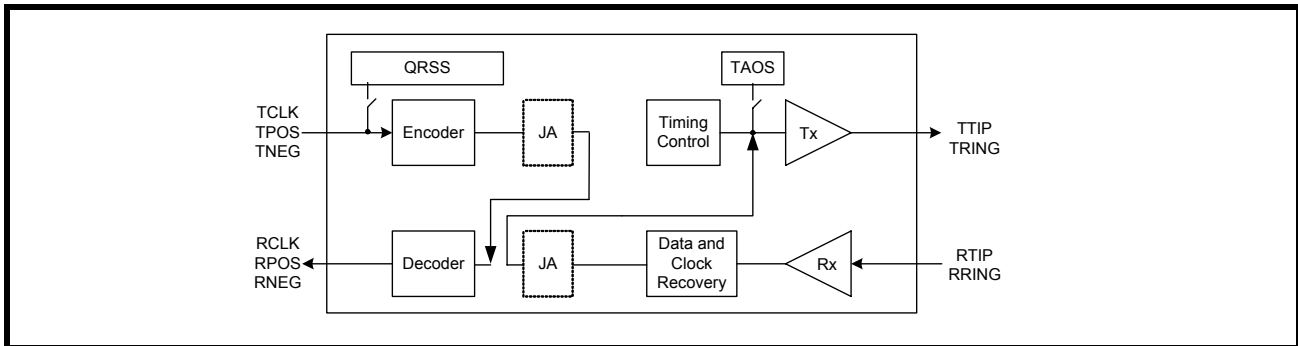 QRSS
TAOS
TCLK
TPOS
TNEG
Encoder
JA
Timing
Control
Tx
TTIP
TRING
RCLK
RPOS
RNEG
Decoder
JA
Data and
Clock
Recovery
Rx
RTIP
RRING